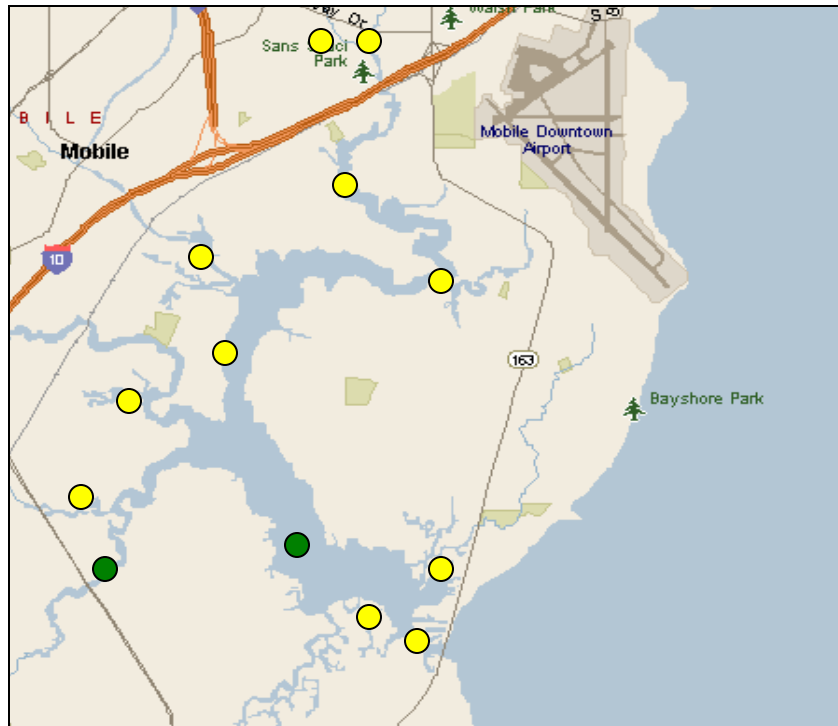 Walsh Park
Sans Souci
Park
B I L E
Mobile
Mobile Downtown
Airport
10
163
Bayshore Park